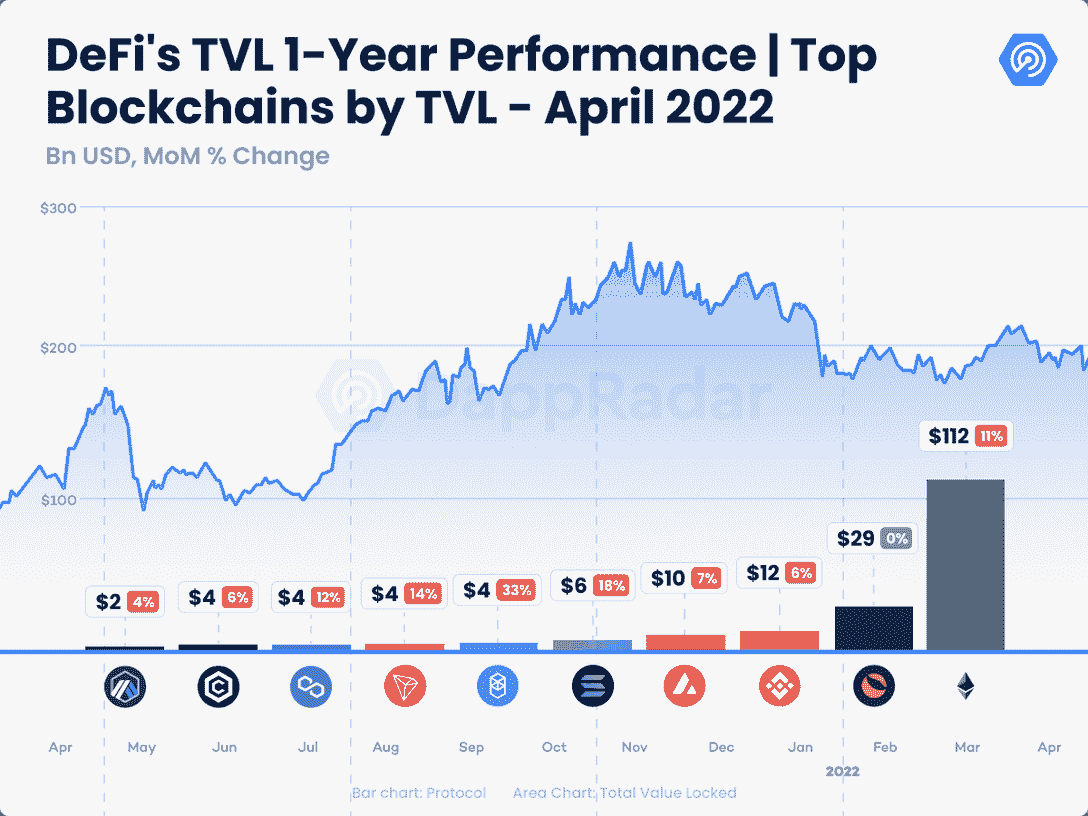 DeFi's TVL 1-Year Performance | Top
Blockchains by TVL - April 2022
Bn USD, MoM % Change
$300
$200
$100
DappRadar
$2 4%
$4 6%
$4 12%
$4 14%
$4 33%
$6 18%
$10 7%
$12 6%
$29 0%
$112 11%
Apr May Jun Jul Aug Sep Oct Nov Dec Jan Feb Mar Apr
2022
Bar chart: Protocol Area Chart: Total Value Locked